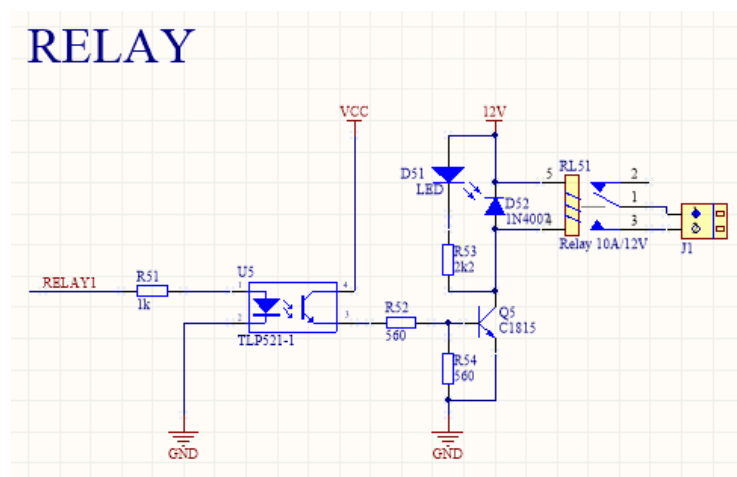 RELAY
VCC
12V
D51
LED
RL51
5
2
1
D52
1N4007
4
3
Relay 10A/12V
J1
R53
2k2
RELAY1
R51
1k
U5
1
4
2
3
TLP521-1
R52
560
Q5
C1815
R54
560
GND
GND